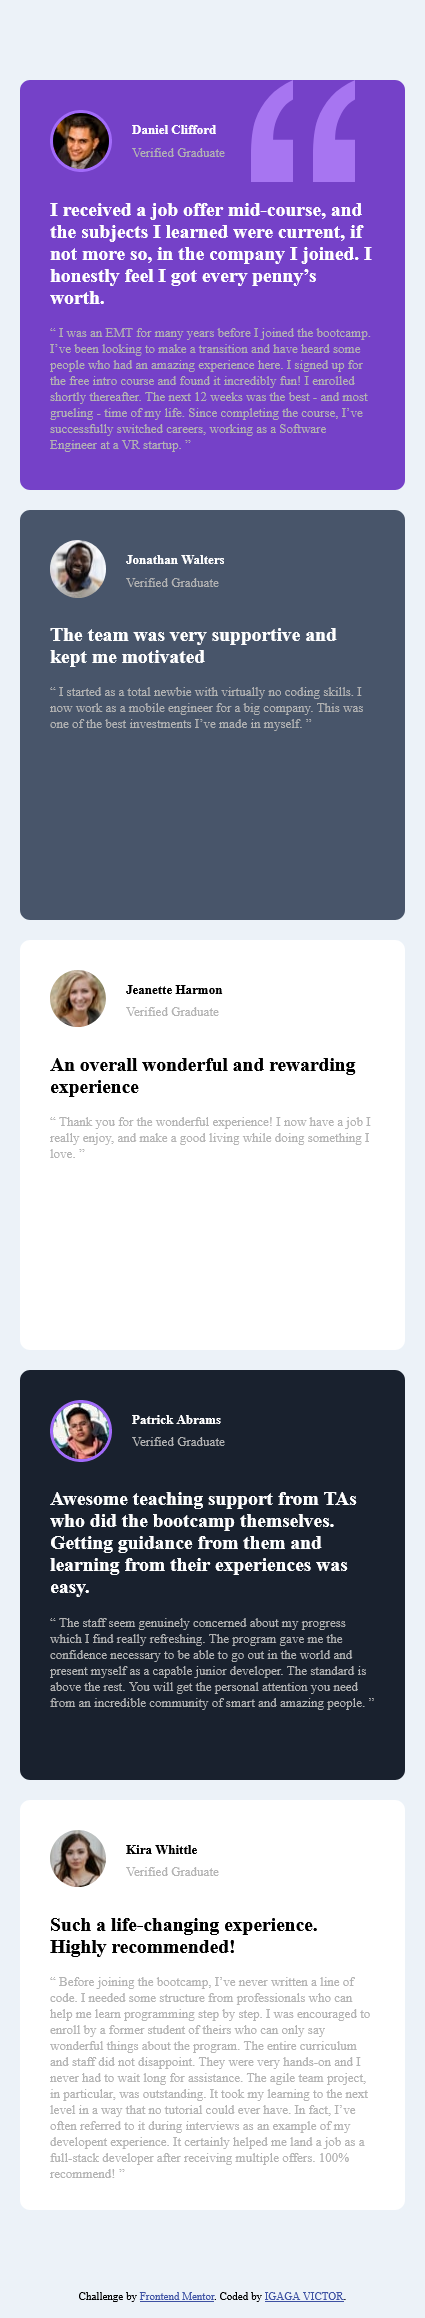 Daniel Clifford
Verified Graduate
I received a job offer mid-course, and
the subjects I learned were current, if
not more so, in the company I joined. I
honestly feel I got every penny’s
worth.
“ I was an EMT for many years before I joined the bootcamp.
I’ve been looking to make a transition and have heard some
people who had an amazing experience here. I signed up for
the free intro course and found it incredibly fun! I enrolled
shortly thereafter. The next 12 weeks was the best - and most
grueling - time of my life. Since completing the course, I’ve
successfully switched careers, working as a Software
Engineer at a VR startup. ”
Jonathan Walters
Verified Graduate
The team was very supportive and
kept me motivated
“ I started as a total newbie with virtually no coding skills. I
now work as a mobile engineer for a big company. This was
one of the best investments I’ve made in myself. ”
Jeanette Harmon
Verified Graduate
An overall wonderful and rewarding
experience
“ Thank you for the wonderful experience! I now have a job I
really enjoy, and make a good living while doing something I
love. ”
Patrick Abrams
Verified Graduate
Awesome teaching support from TAs
who did the bootcamp themselves.
Getting guidance from them and
learning from their experiences was
easy.
“ The staff seem genuinely concerned about my progress
which I find really refreshing. The program gave me the
confidence necessary to be able to go out in the world and
present myself as a capable junior developer. The standard is
above the rest. You will get the personal attention you need
from an incredible community of smart and amazing people. ”
Kira Whittle
Verified Graduate
Such a life-changing experience.
Highly recommended!
“ Before joining the bootcamp, I’ve never written a line of
code. I needed some structure from professionals who can
help me learn programming step by step. I was encouraged to
enroll by a former student of theirs who can only say
wonderful things about the program. The entire curriculum
and staff did not disappoint. They were very hands-on and I
never had to wait long for assistance. The agile team project,
in particular, was outstanding. It took my learning to the next
level in a way that no tutorial could ever have. In fact, I’ve
often referred to it during interviews as an example of my
developent experience. It certainly helped me land a job as a
full-stack developer after receiving multiple offers. 100%
recommend! ”
Challenge by Frontend Mentor. Coded by IGAGA VICTOR.